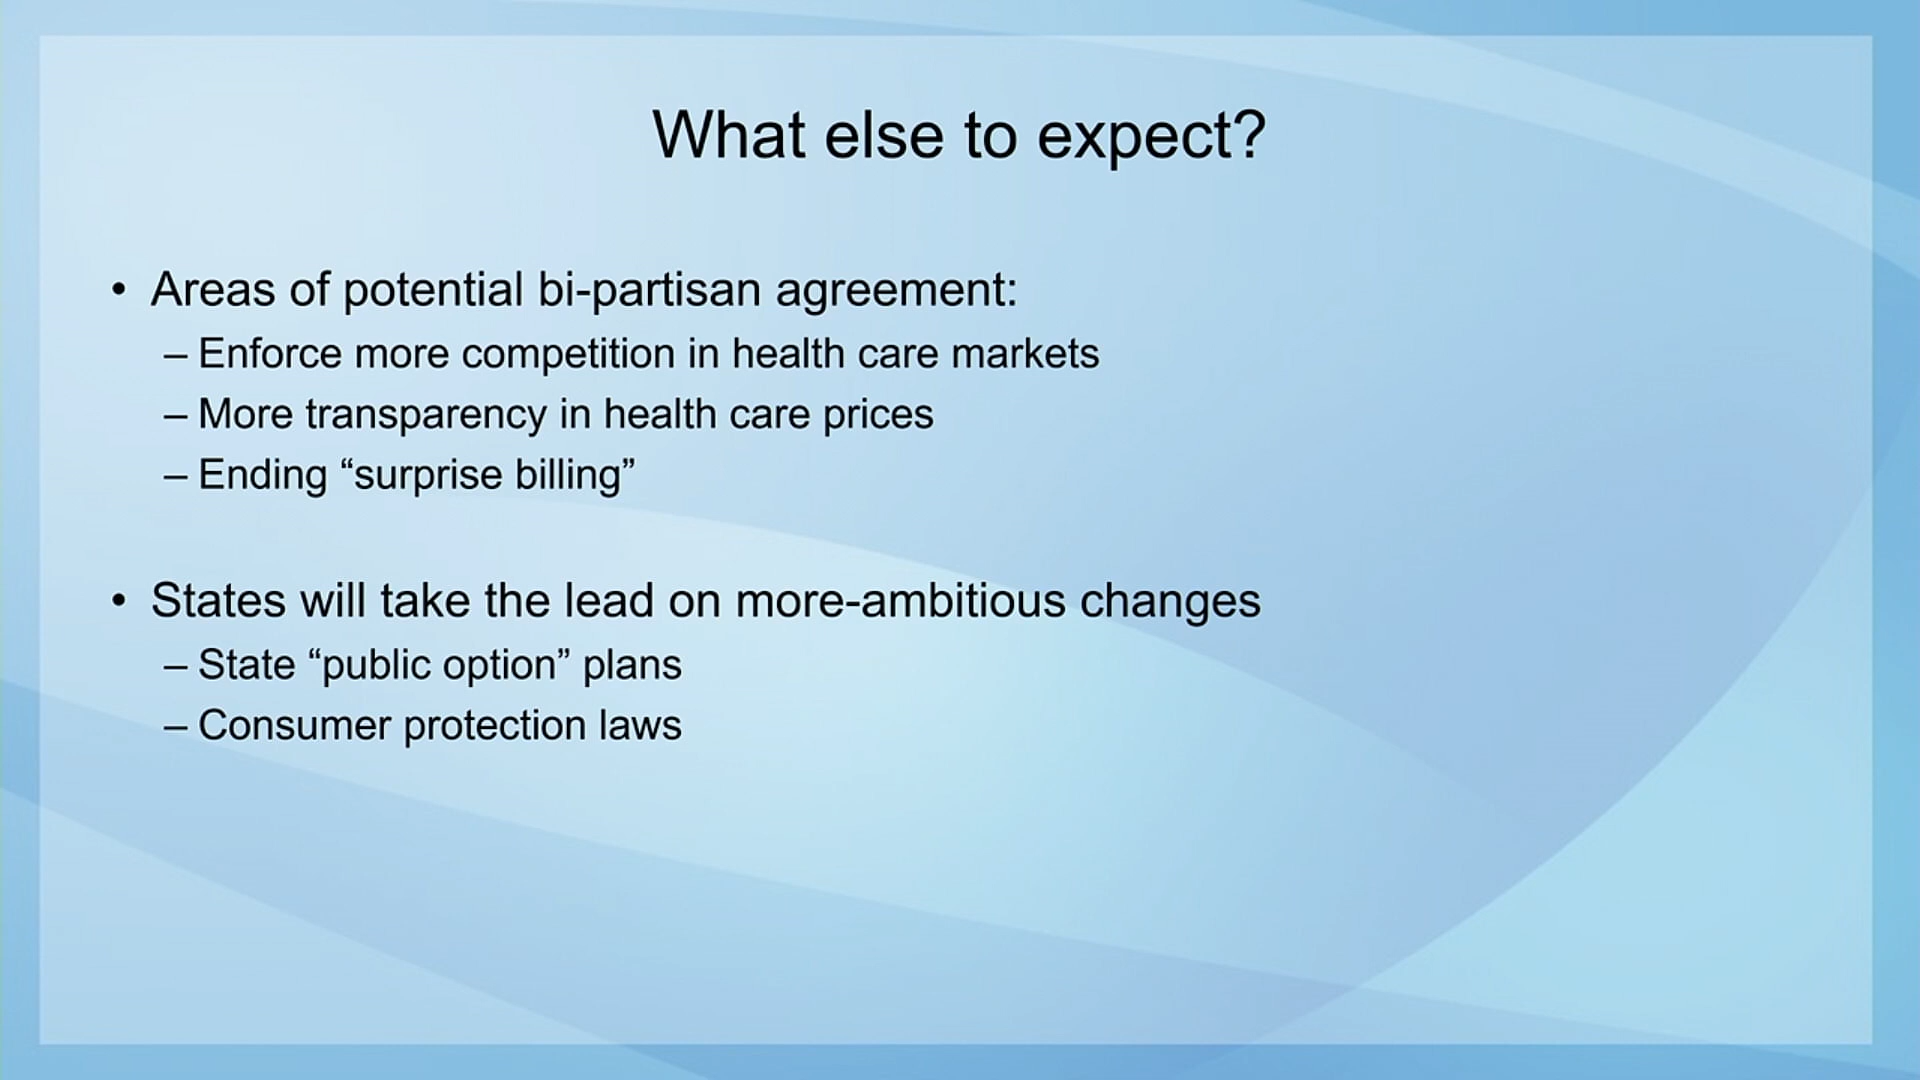 What else to expect?
• Areas of potential bi-partisan agreement:
– Enforce more competition in health care markets
– More transparency in health care prices
– Ending “surprise billing”
• States will take the lead on more-ambitious changes
– State “public option” plans
– Consumer protection laws